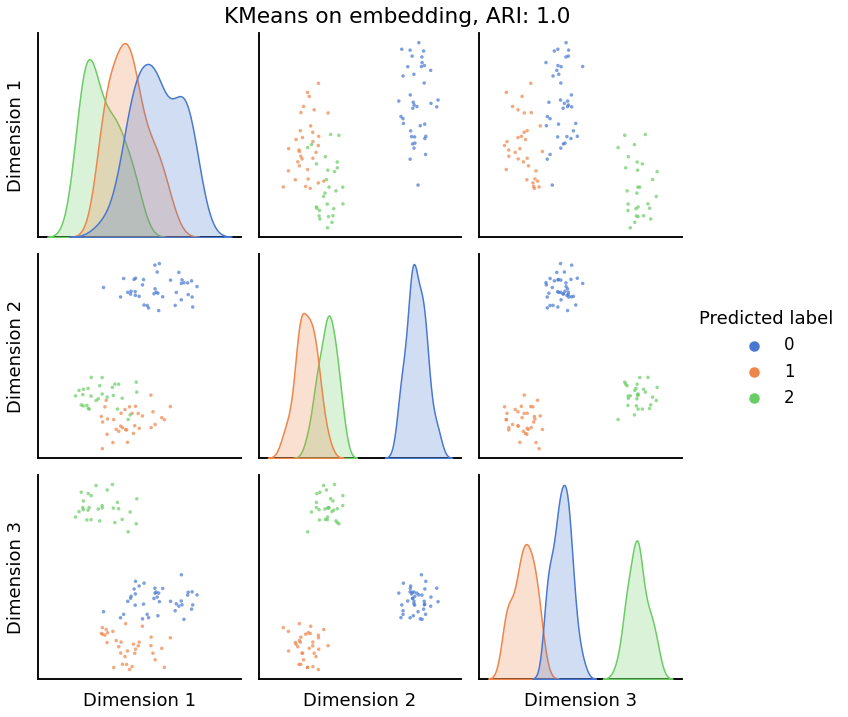 KMeans on embedding, ARI: 1.0
Dimension 1
Dimension 2
Dimension 3
Predicted label
0
1
2
Dimension 1
Dimension 2
Dimension 3